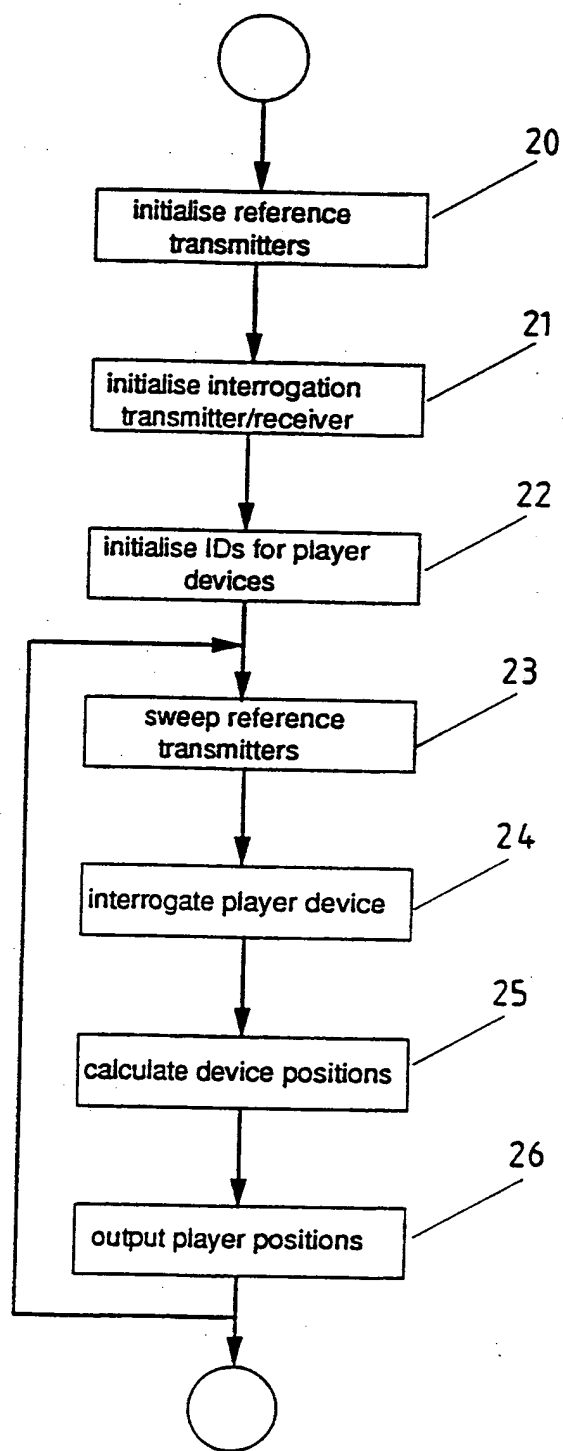 20
initialise reference
transmitters
21
initialise interrogation
transmitter/receiver
22
initialise IDs for player
devices
23
sweep reference
transmitters
24
interrogate player device
25
calculate device positions
26
output player positions